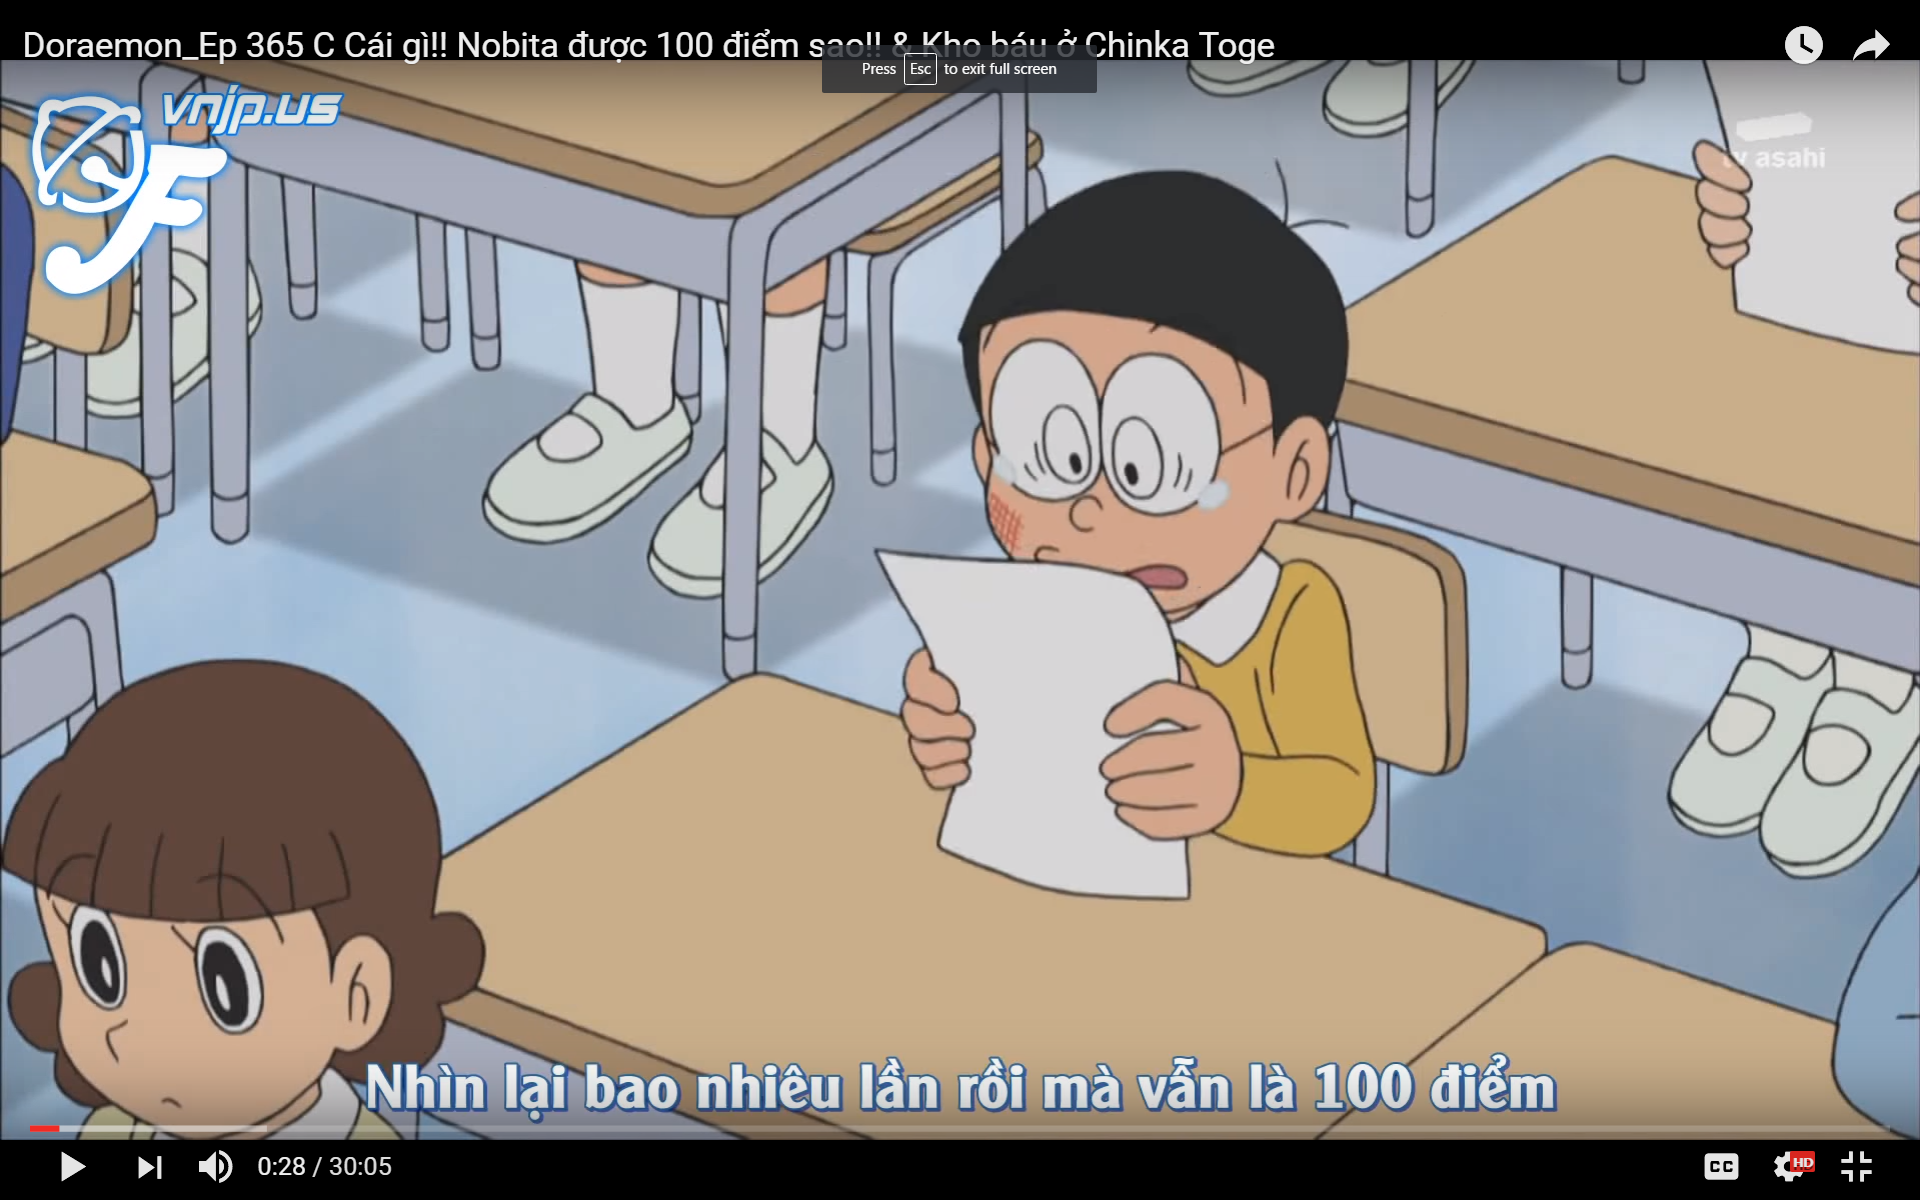 Doraemon_Ep 365 C Cái gì!! Nobita được 100 điểm sao!! & Kho báu ở Chinka Toge
Press Esc to exit full screen
vnjp.us
F
tv asahi
Nhìn lại bao nhiêu lần rồi mà vẫn là 100 điểm
0:28 / 30:05
CC
HD